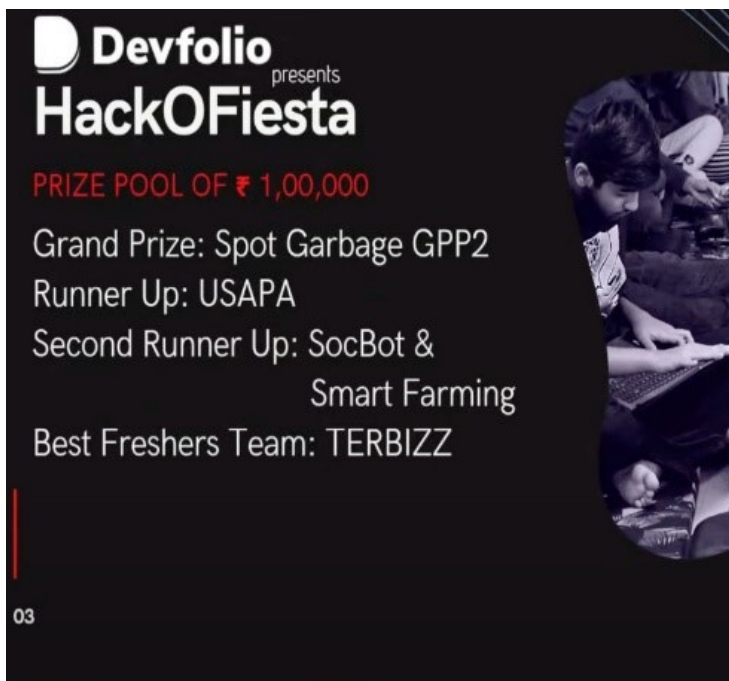 Devfolio
presents
HackOFiesta
PRIZE POOL OF ₹ 1,00,000
Grand Prize: Spot Garbage GPP2
Runner Up: USAPA
Second Runner Up: SocBot &
Smart Farming
Best Freshers Team: TERBIZZ
03